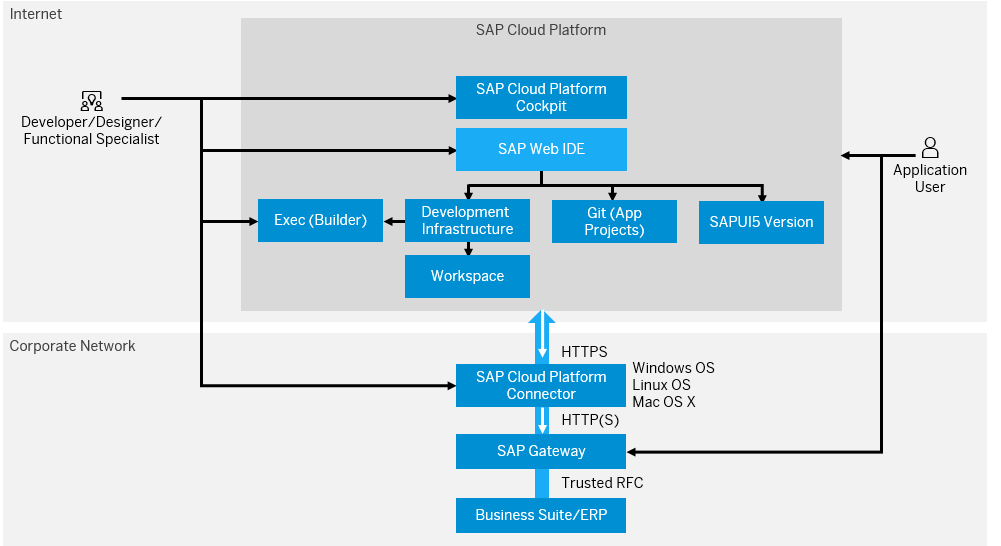 Internet
SAP Cloud Platform
SAP Cloud Platform
Cockpit
Developer/Designer/
Functional Specialist
SAP Web IDE
Application
User
Exec (Builder)
Development
Infrastructure
Git (App
Projects)
SAPUI5 Version
Workspace
Corporate Network
HTTPS
SAP Cloud Platform
Connector
Windows OS
Linux OS
Mac OS X
HTTP(S)
SAP Gateway
Trusted RFC
Business Suite/ERP